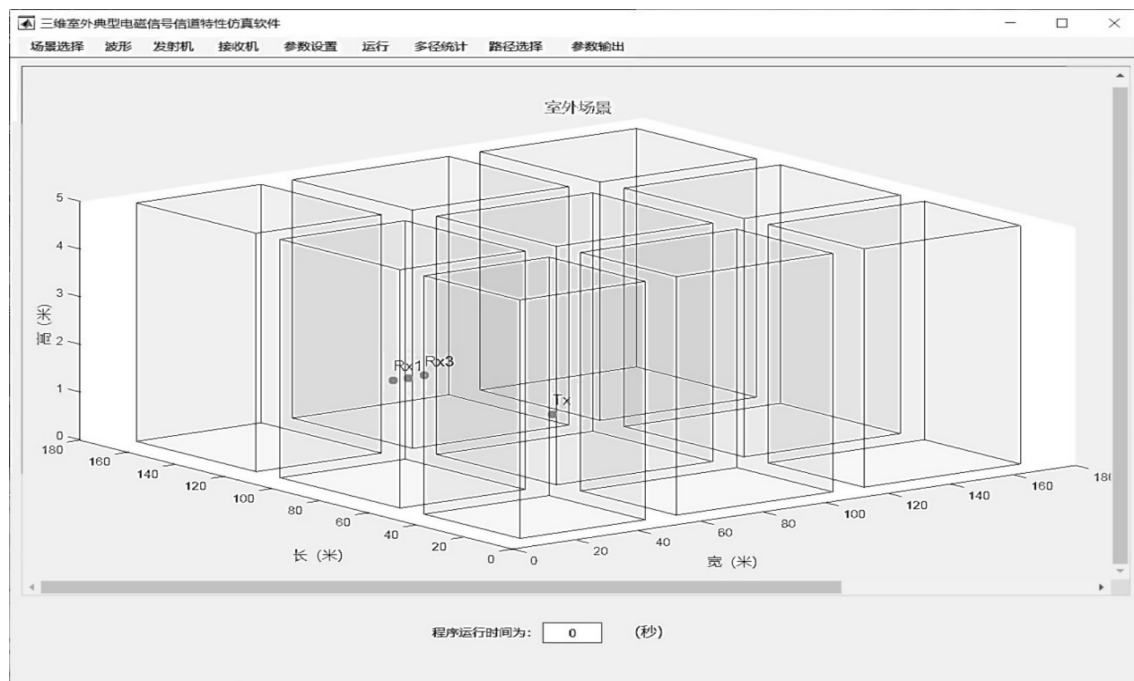 三维室外典型电磁信号信道特性仿真软件
场景选择 波形 发射机 接收机 参数设置 运行 多径统计 路径选择 参数输出
室外场景
5
4
3
2
1
0
高 (米)
Rx1 Rx3
Tx
180
160
140
120
100
80
60
40
20
0
长 (米)
0
20
40
60
80
100
120
140
160
180
宽 (米)
程序运行时间为: 0 (秒)